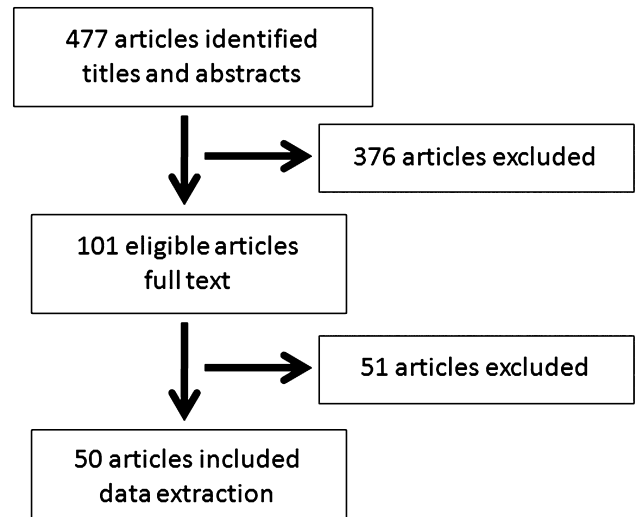 477 articles identified
titles and abstracts
376 articles excluded
101 eligible articles
full text
51 articles excluded
50 articles included
data extraction